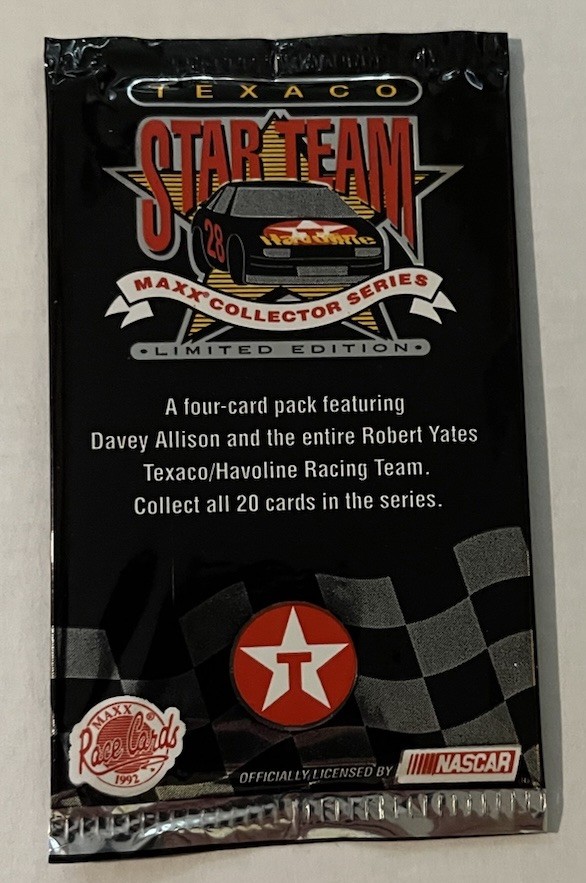 TEXACO
STAR TEAM
28
Havoline
MAXX® COLLECTOR SERIES
•LIMITED EDITION•
A four-card pack featuring
Davey Allison and the entire Robert Yates
Texaco/Havoline Racing Team.
Collect all 20 cards in the series.
T
MAXX®
Race Cards
1992
OFFICIALLY LICENSED BY
NASCAR